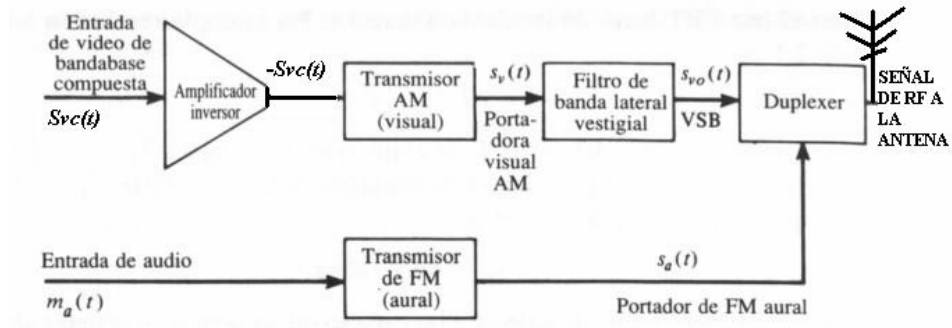 Entrada
de video de
bandabase
compuesta
Svc(t)
Amplificador
inversor
-Svc(t)
Transmisor
AM
(visual)
s_v(t)
Porta-
dora
visual
AM
Filtro de
banda lateral
vestigial
s_vo(t)
VSB
Duplexer
SEÑAL
DE RF A
LA
ANTENA
Entrada de audio
m_a(t)
Transmisor
de FM
(aural)
s_a(t)
Portador de FM aural